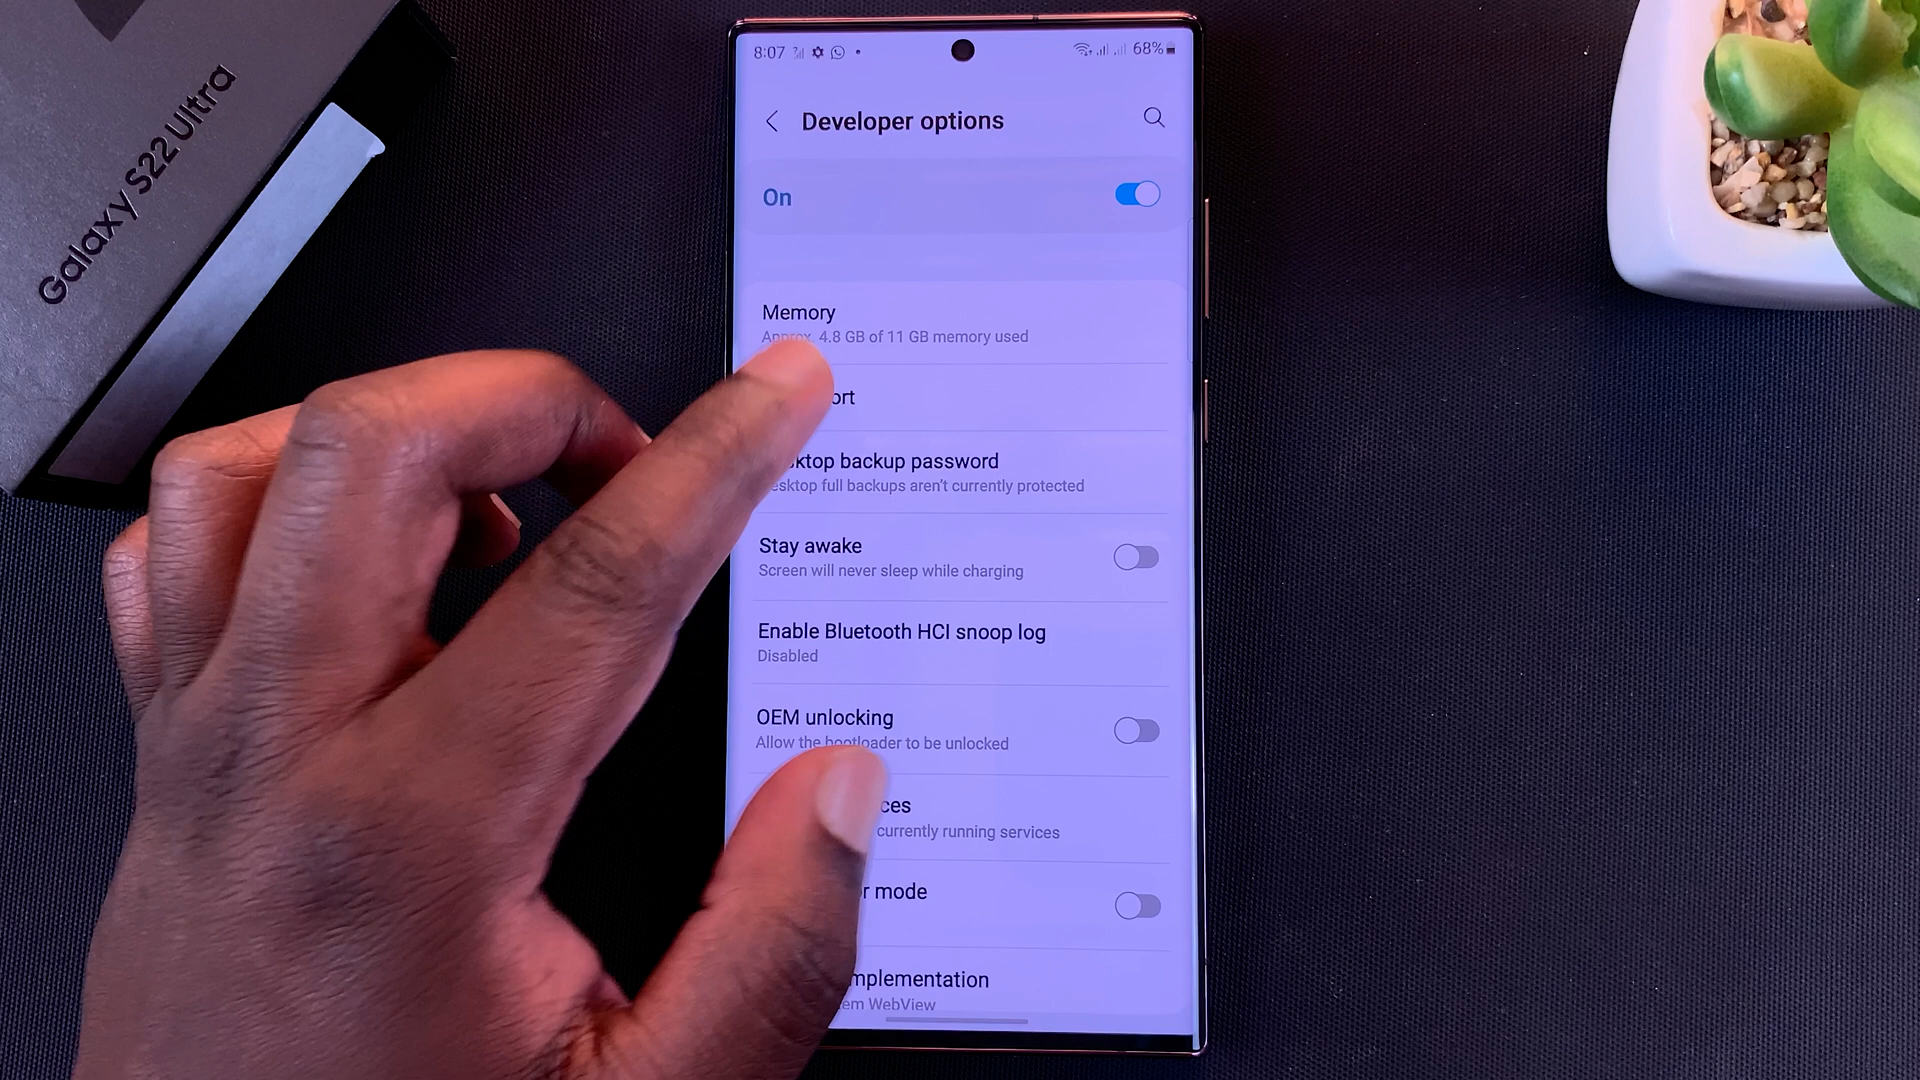 Galaxy S22 Ultra
8:07
68%
Developer options
On
Memory
Approx. 4.8 GB of 11 GB memory used
ort
ktop backup password
esktop full backups aren't currently protected
Stay awake
Screen will never sleep while charging
Enable Bluetooth HCI snoop log
Disabled
OEM unlocking
Allow the bootloader to be unlocked
ces
currently running services
r mode
mplementation
em WebView